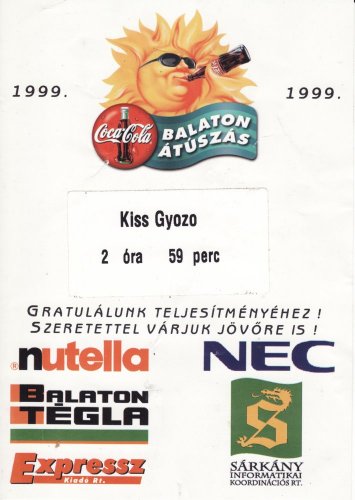 1999.
1999.
Coca-Cola
BALATON
ÁTÚSZÁS
Kiss Gyozo
2 óra 59 perc
GRATULÁLUNK TELJESÍTMÉNYÉHEZ !
SZERETETTEL VÁRJUK JÖVŐRE IS !
®nutella
NEC
BALATON
TÉGLA
Expressz
Kiadó Rt.
S
SÁRKÁNY
INFORMATIKAI
KOORDINÁCIÓS RT.